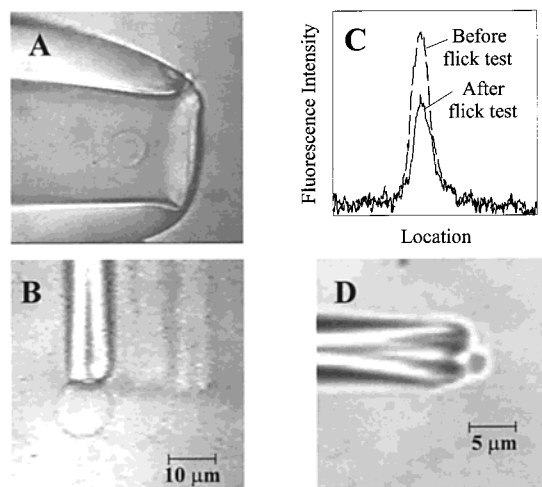 A
C
Before
flick test
After
flick test
Fluorescence Intensity
Location
B
10 μm
D
5 μm